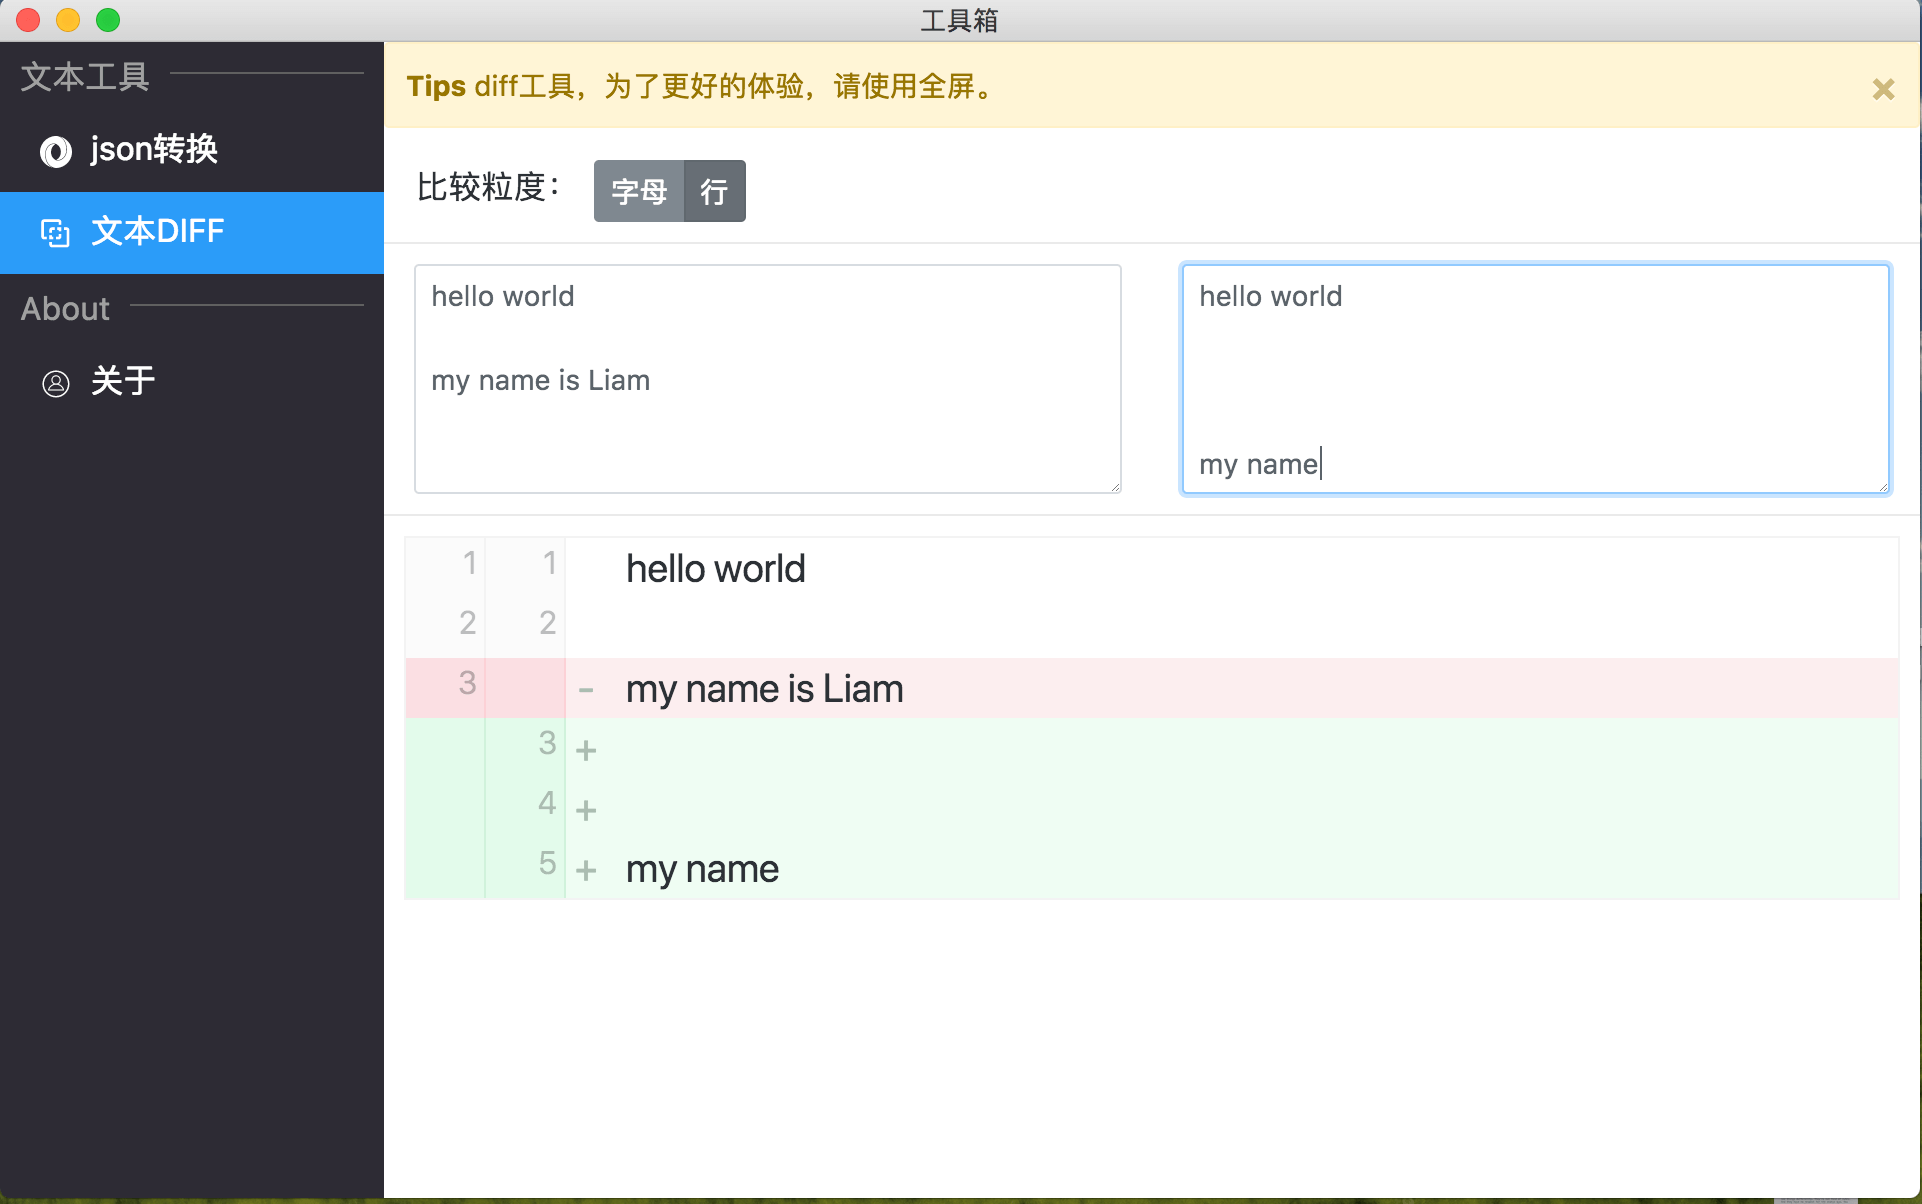 工具箱
文本工具
json转换
文本DIFF
About
关于
Tips diff工具，为了更好的体验，请使用全屏。
×
比较粒度：
字母 行
hello world
my name is Liam
hello world
my name
1 1 hello world
2 2
3 - my name is Liam
3 +
4 +
5 + my name